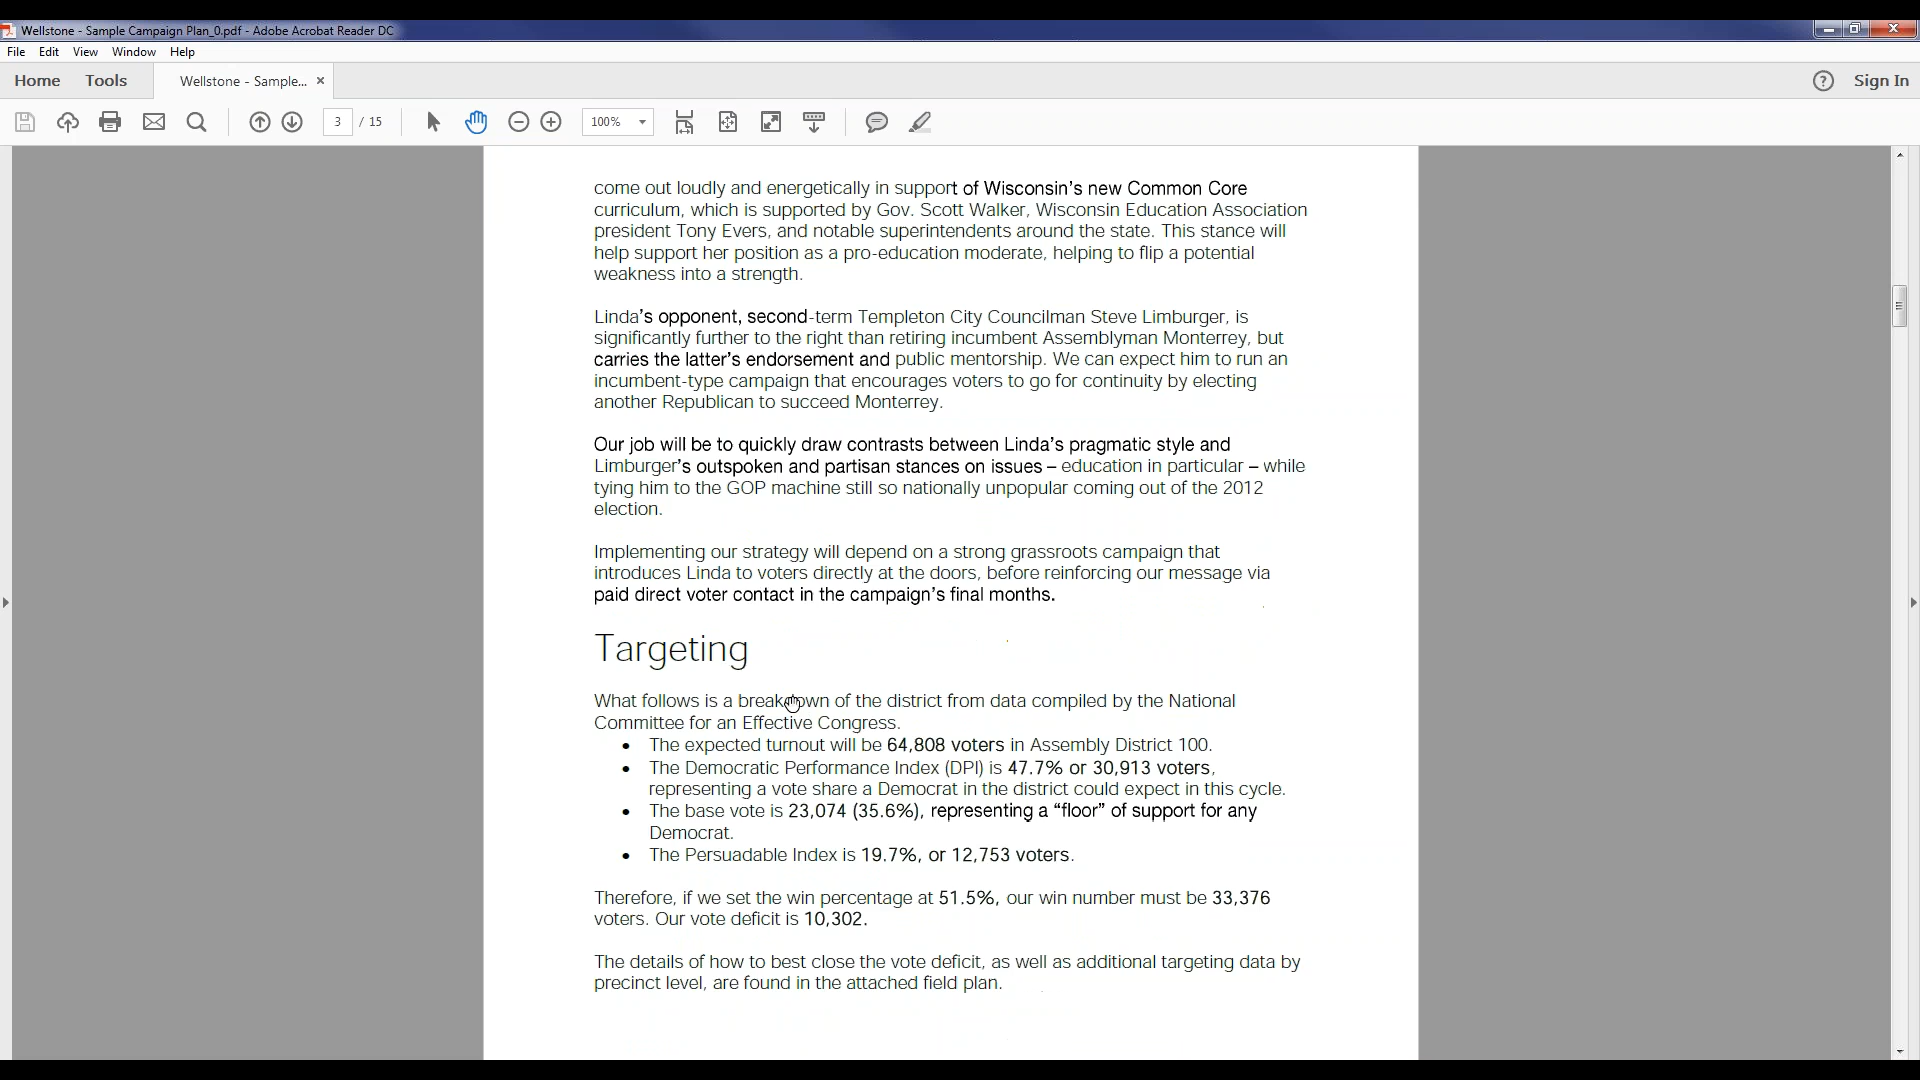 Wellstone - Sample Campaign Plan_0.pdf - Adobe Acrobat Reader DC
File Edit View Window Help
Home Tools Wellstone - Sample... × ? Sign In
3 / 15 100%
come out loudly and energetically in support of Wisconsin’s new Common Core
curriculum, which is supported by Gov. Scott Walker, Wisconsin Education Association
president Tony Evers, and notable superintendents around the state. This stance will
help support her position as a pro-education moderate, helping to flip a potential
weakness into a strength.
Linda’s opponent, second-term Templeton City Councilman Steve Limburger, is
significantly further to the right than retiring incumbent Assemblyman Monterrey, but
carries the latter’s endorsement and public mentorship. We can expect him to run an
incumbent-type campaign that encourages voters to go for continuity by electing
another Republican to succeed Monterrey.
Our job will be to quickly draw contrasts between Linda’s pragmatic style and
Limburger’s outspoken and partisan stances on issues – education in particular – while
tying him to the GOP machine still so nationally unpopular coming out of the 2012
election.
Implementing our strategy will depend on a strong grassroots campaign that
introduces Linda to voters directly at the doors, before reinforcing our message via
paid direct voter contact in the campaign’s final months.
Targeting
What follows is a breakdown of the district from data compiled by the National
Committee for an Effective Congress.
• The expected turnout will be 64,808 voters in Assembly District 100.
• The Democratic Performance Index (DPI) is 47.7% or 30,913 voters,
representing a vote share a Democrat in the district could expect in this cycle.
• The base vote is 23,074 (35.6%), representing a “floor” of support for any
Democrat.
• The Persuadable Index is 19.7%, or 12,753 voters.
Therefore, if we set the win percentage at 51.5%, our win number must be 33,376
voters. Our vote deficit is 10,302.
The details of how to best close the vote deficit, as well as additional targeting data by
precinct level, are found in the attached field plan.